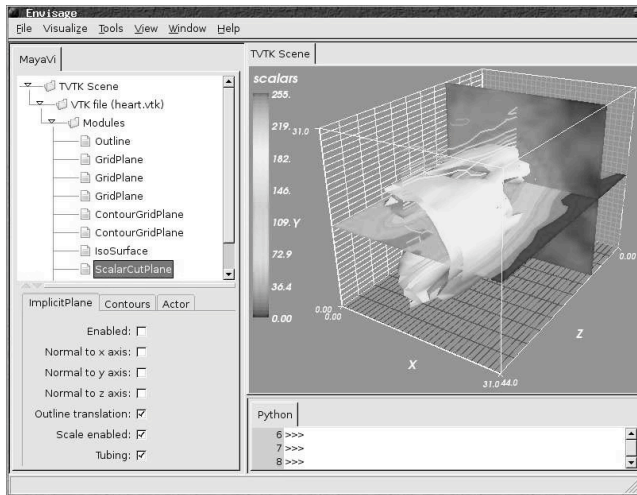 Envisage
File Visualize Tools View Window Help
MayaVi
TVTK Scene
VTK file (heart.vtk)
Modules
Outline
GridPlane
GridPlane
GridPlane
ContourGridPlane
ContourGridPlane
IsoSurface
ScalarCutPlane
ImplicitPlane Contours Actor
Enabled:
Normal to x axis:
Normal to y axis:
Normal to z axis:
Outline translation:
Scale enabled:
Tubing:
TVTK Scene
scalars
255.
219.
182.
146.
109.
72.9
36.4
0.00
31.0
Y
0.00
0.00
X
31.0
44.0
Z
0.00
Python
6 >>>
7 >>>
8 >>>